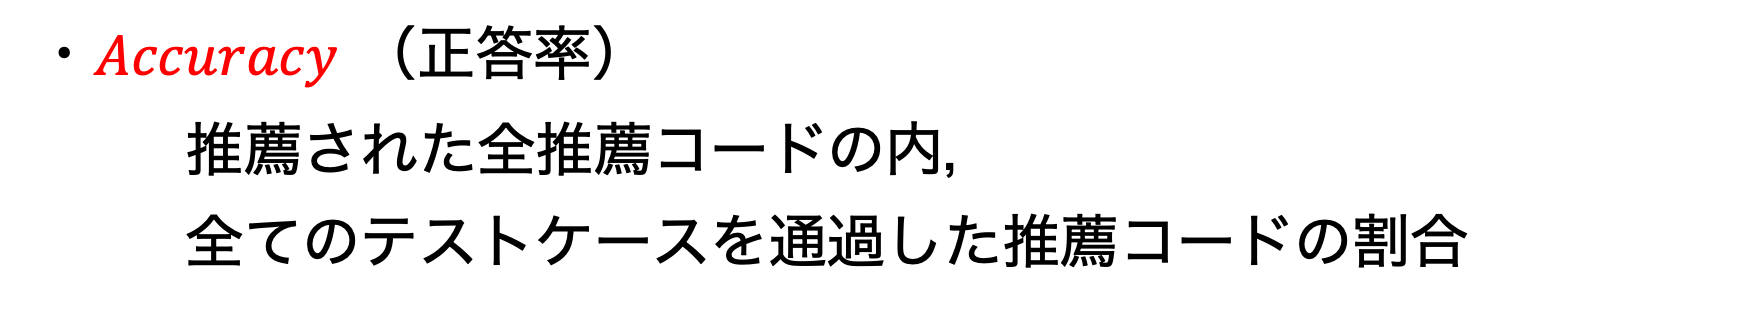 ・Accuracy （正答率）
推薦された全推薦コードの内,
全てのテストケースを通過した推薦コードの割合